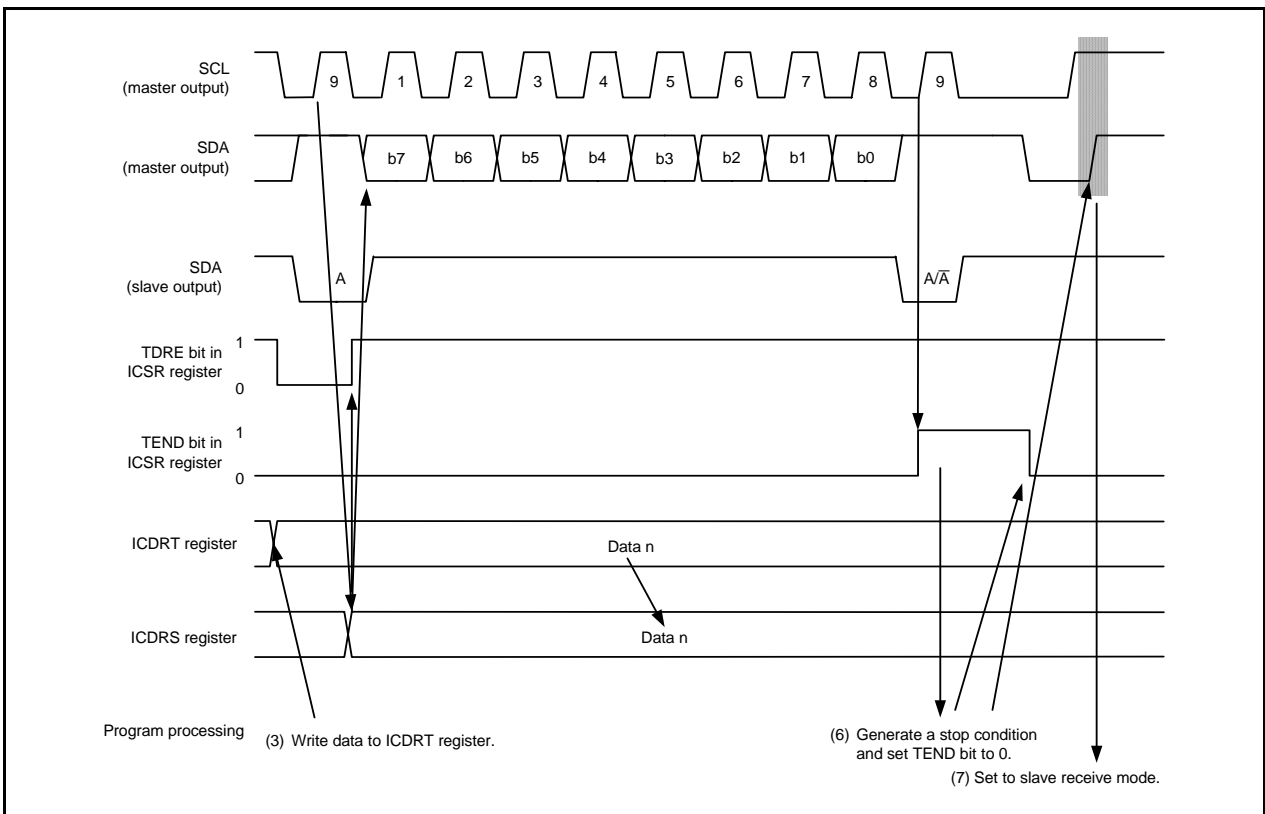 SCL
(master output)
9 1 2 3 4 5 6 7 8 9
SDA
(master output)
b7 b6 b5 b4 b3 b2 b1 b0
SDA
(slave output)
A A/A̅
TDRE bit in
ICSR register
1
0
TEND bit in
ICSR register
1
0
ICDRT register
Data n
ICDRS register
Data n
Program processing
(3) Write data to ICDRT register.
(6) Generate a stop condition
and set TEND bit to 0.
(7) Set to slave receive mode.